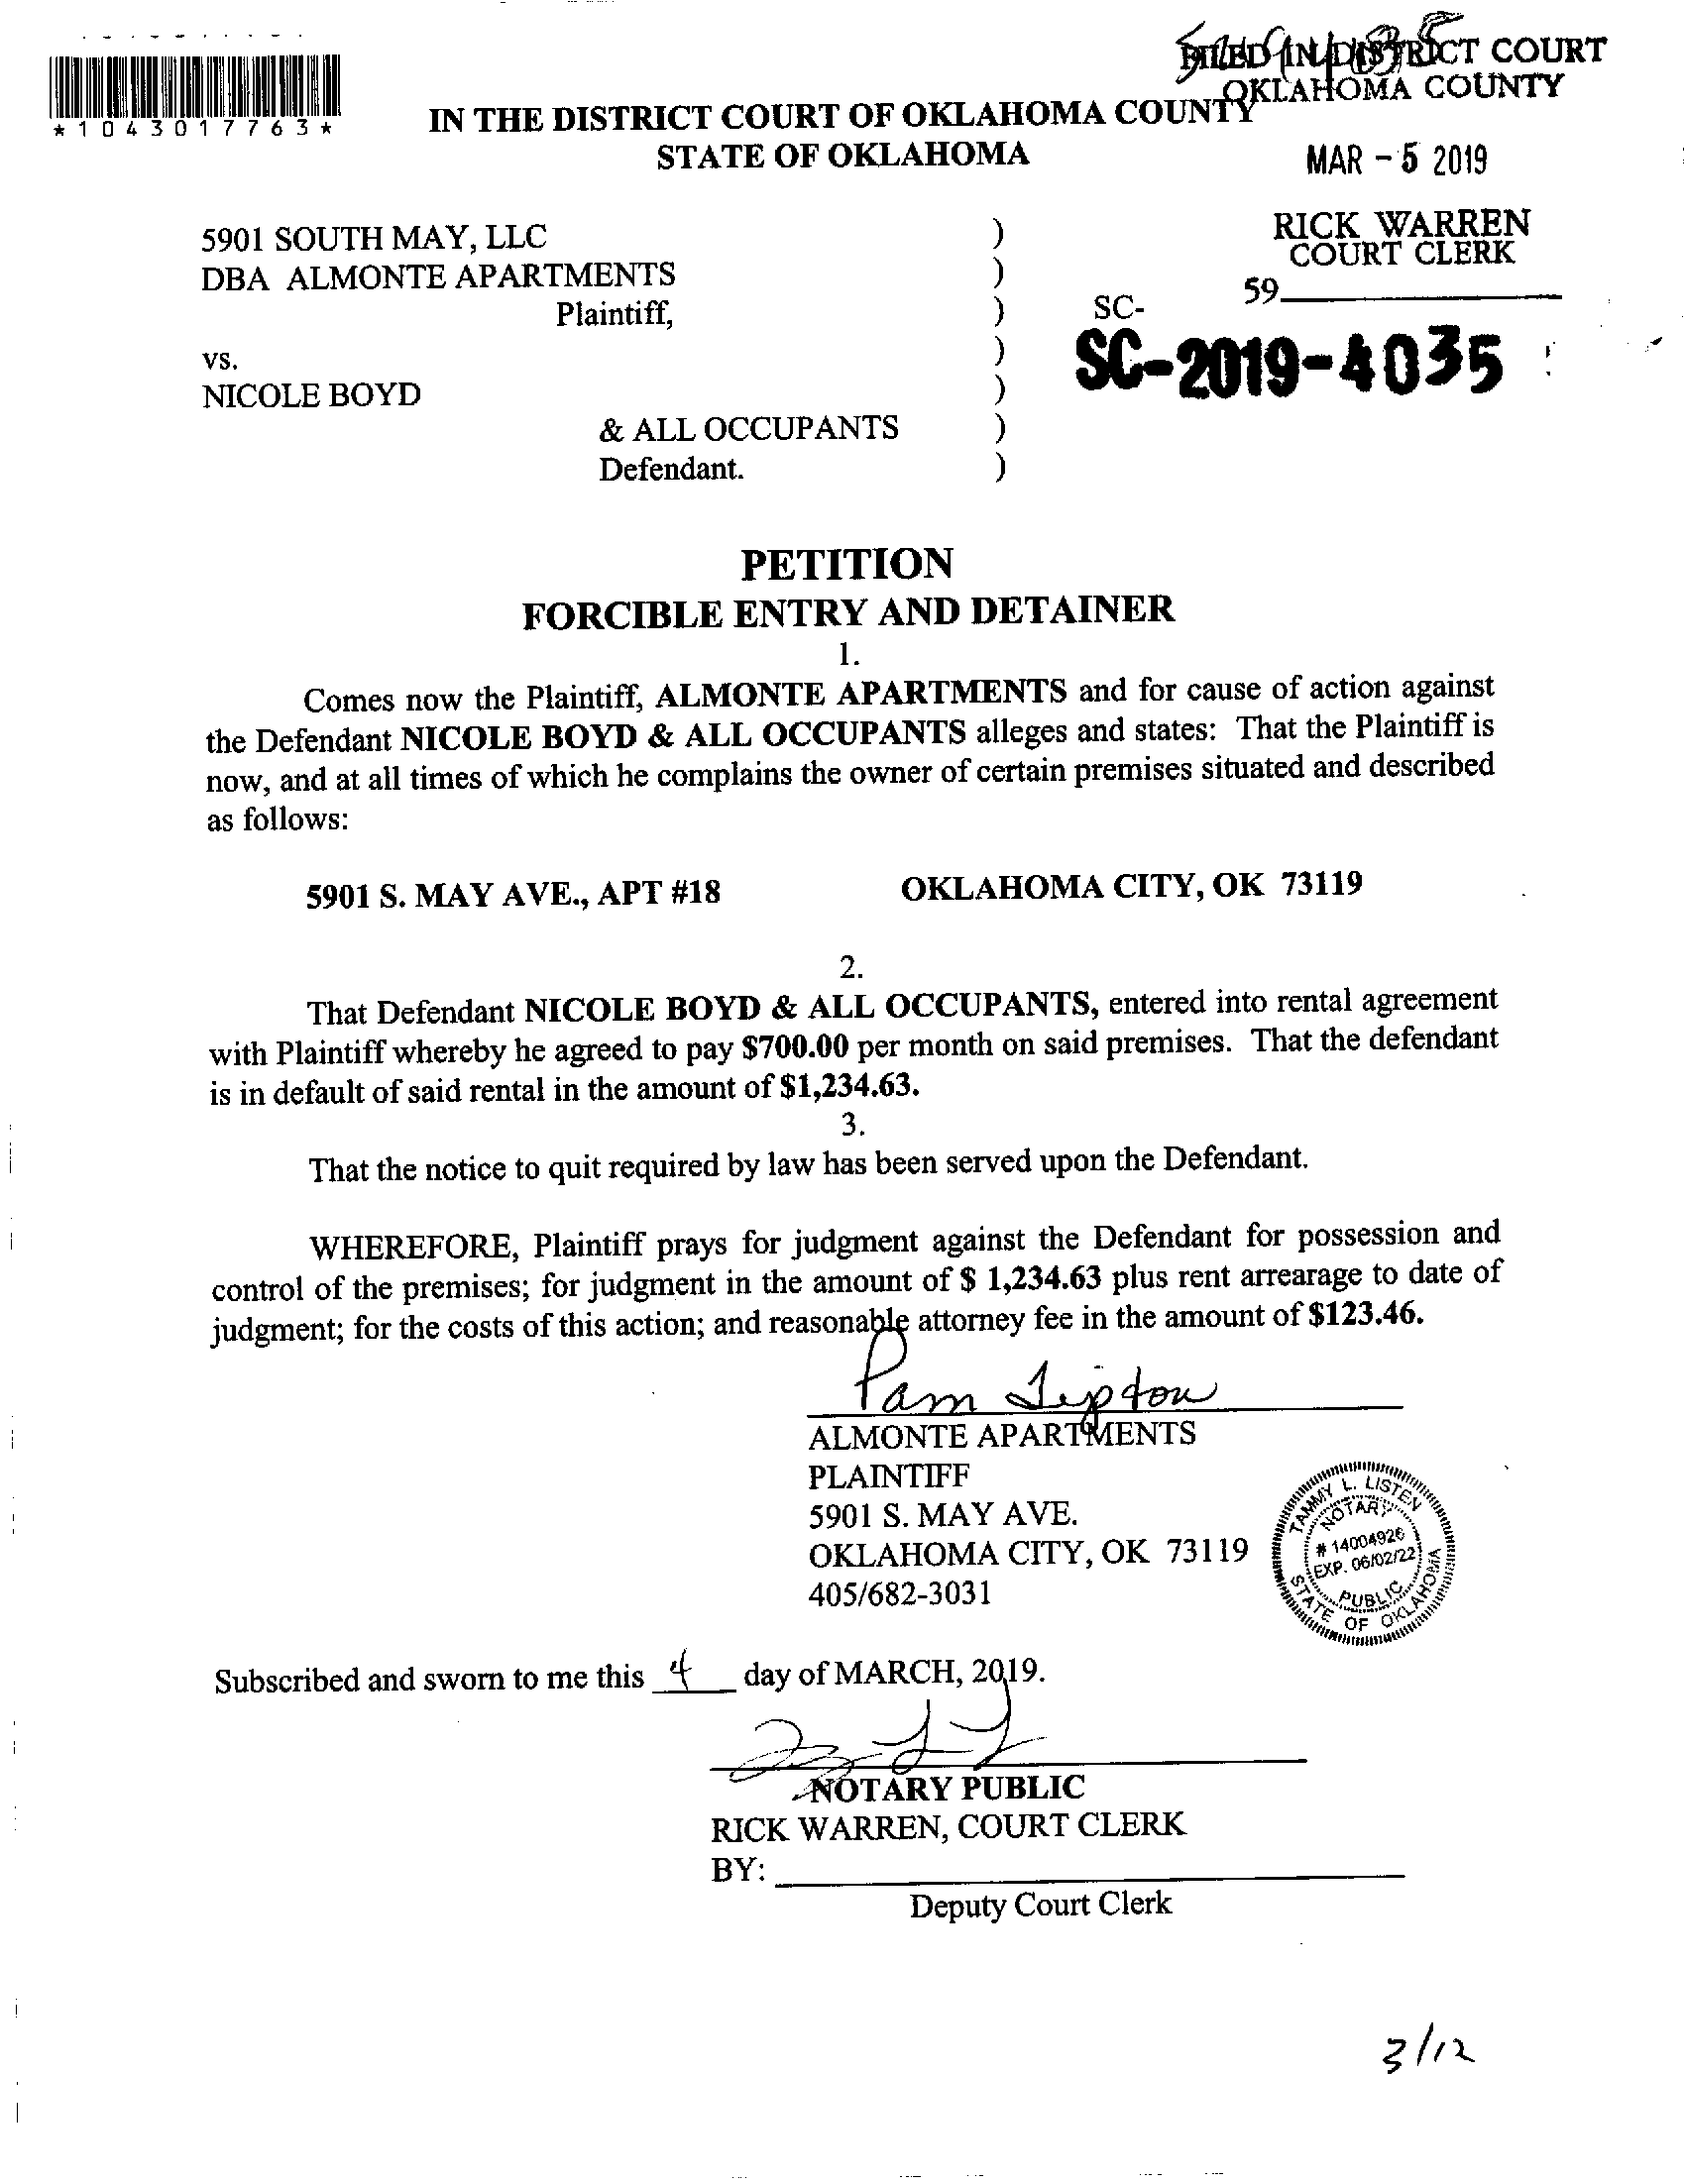 FILED IN DISTRICT COURT
OKLAHOMA COUNTY
*1043017763*
IN THE DISTRICT COURT OF OKLAHOMA COUNTY
STATE OF OKLAHOMA
MAR - 5 2019
RICK WARREN
COURT CLERK
59
5901 SOUTH MAY, LLC )
DBA ALMONTE APARTMENTS )
Plaintiff, ) SC-
SC-2019-4035
vs. )
NICOLE BOYD )
& ALL OCCUPANTS )
Defendant. )
PETITION
FORCIBLE ENTRY AND DETAINER
1.
Comes now the Plaintiff, ALMONTE APARTMENTS and for cause of action against
the Defendant NICOLE BOYD & ALL OCCUPANTS alleges and states: That the Plaintiff is
now, and at all times of which he complains the owner of certain premises situated and described
as follows:
5901 S. MAY AVE., APT #18 OKLAHOMA CITY, OK 73119
2.
That Defendant NICOLE BOYD & ALL OCCUPANTS, entered into rental agreement
with Plaintiff whereby he agreed to pay $700.00 per month on said premises. That the defendant
is in default of said rental in the amount of $1,234.63.
3.
That the notice to quit required by law has been served upon the Defendant.
WHEREFORE, Plaintiff prays for judgment against the Defendant for possession and
control of the premises; for judgment in the amount of $ 1,234.63 plus rent arrearage to date of
judgment; for the costs of this action; and reasonable attorney fee in the amount of $123.46.
Pam Lipton
ALMONTE APARTMENTS
PLAINTIFF
5901 S. MAY AVE.
OKLAHOMA CITY, OK 73119
405/682-3031
TAMMY L. LISTEN
NOTARY
# 14004926
EXP. 06/02/22
PUBLIC
STATE OF OKLAHOMA
Subscribed and sworn to me this 4 day of MARCH, 2019.
NOTARY PUBLIC
RICK WARREN, COURT CLERK
BY:
Deputy Court Clerk
3/12